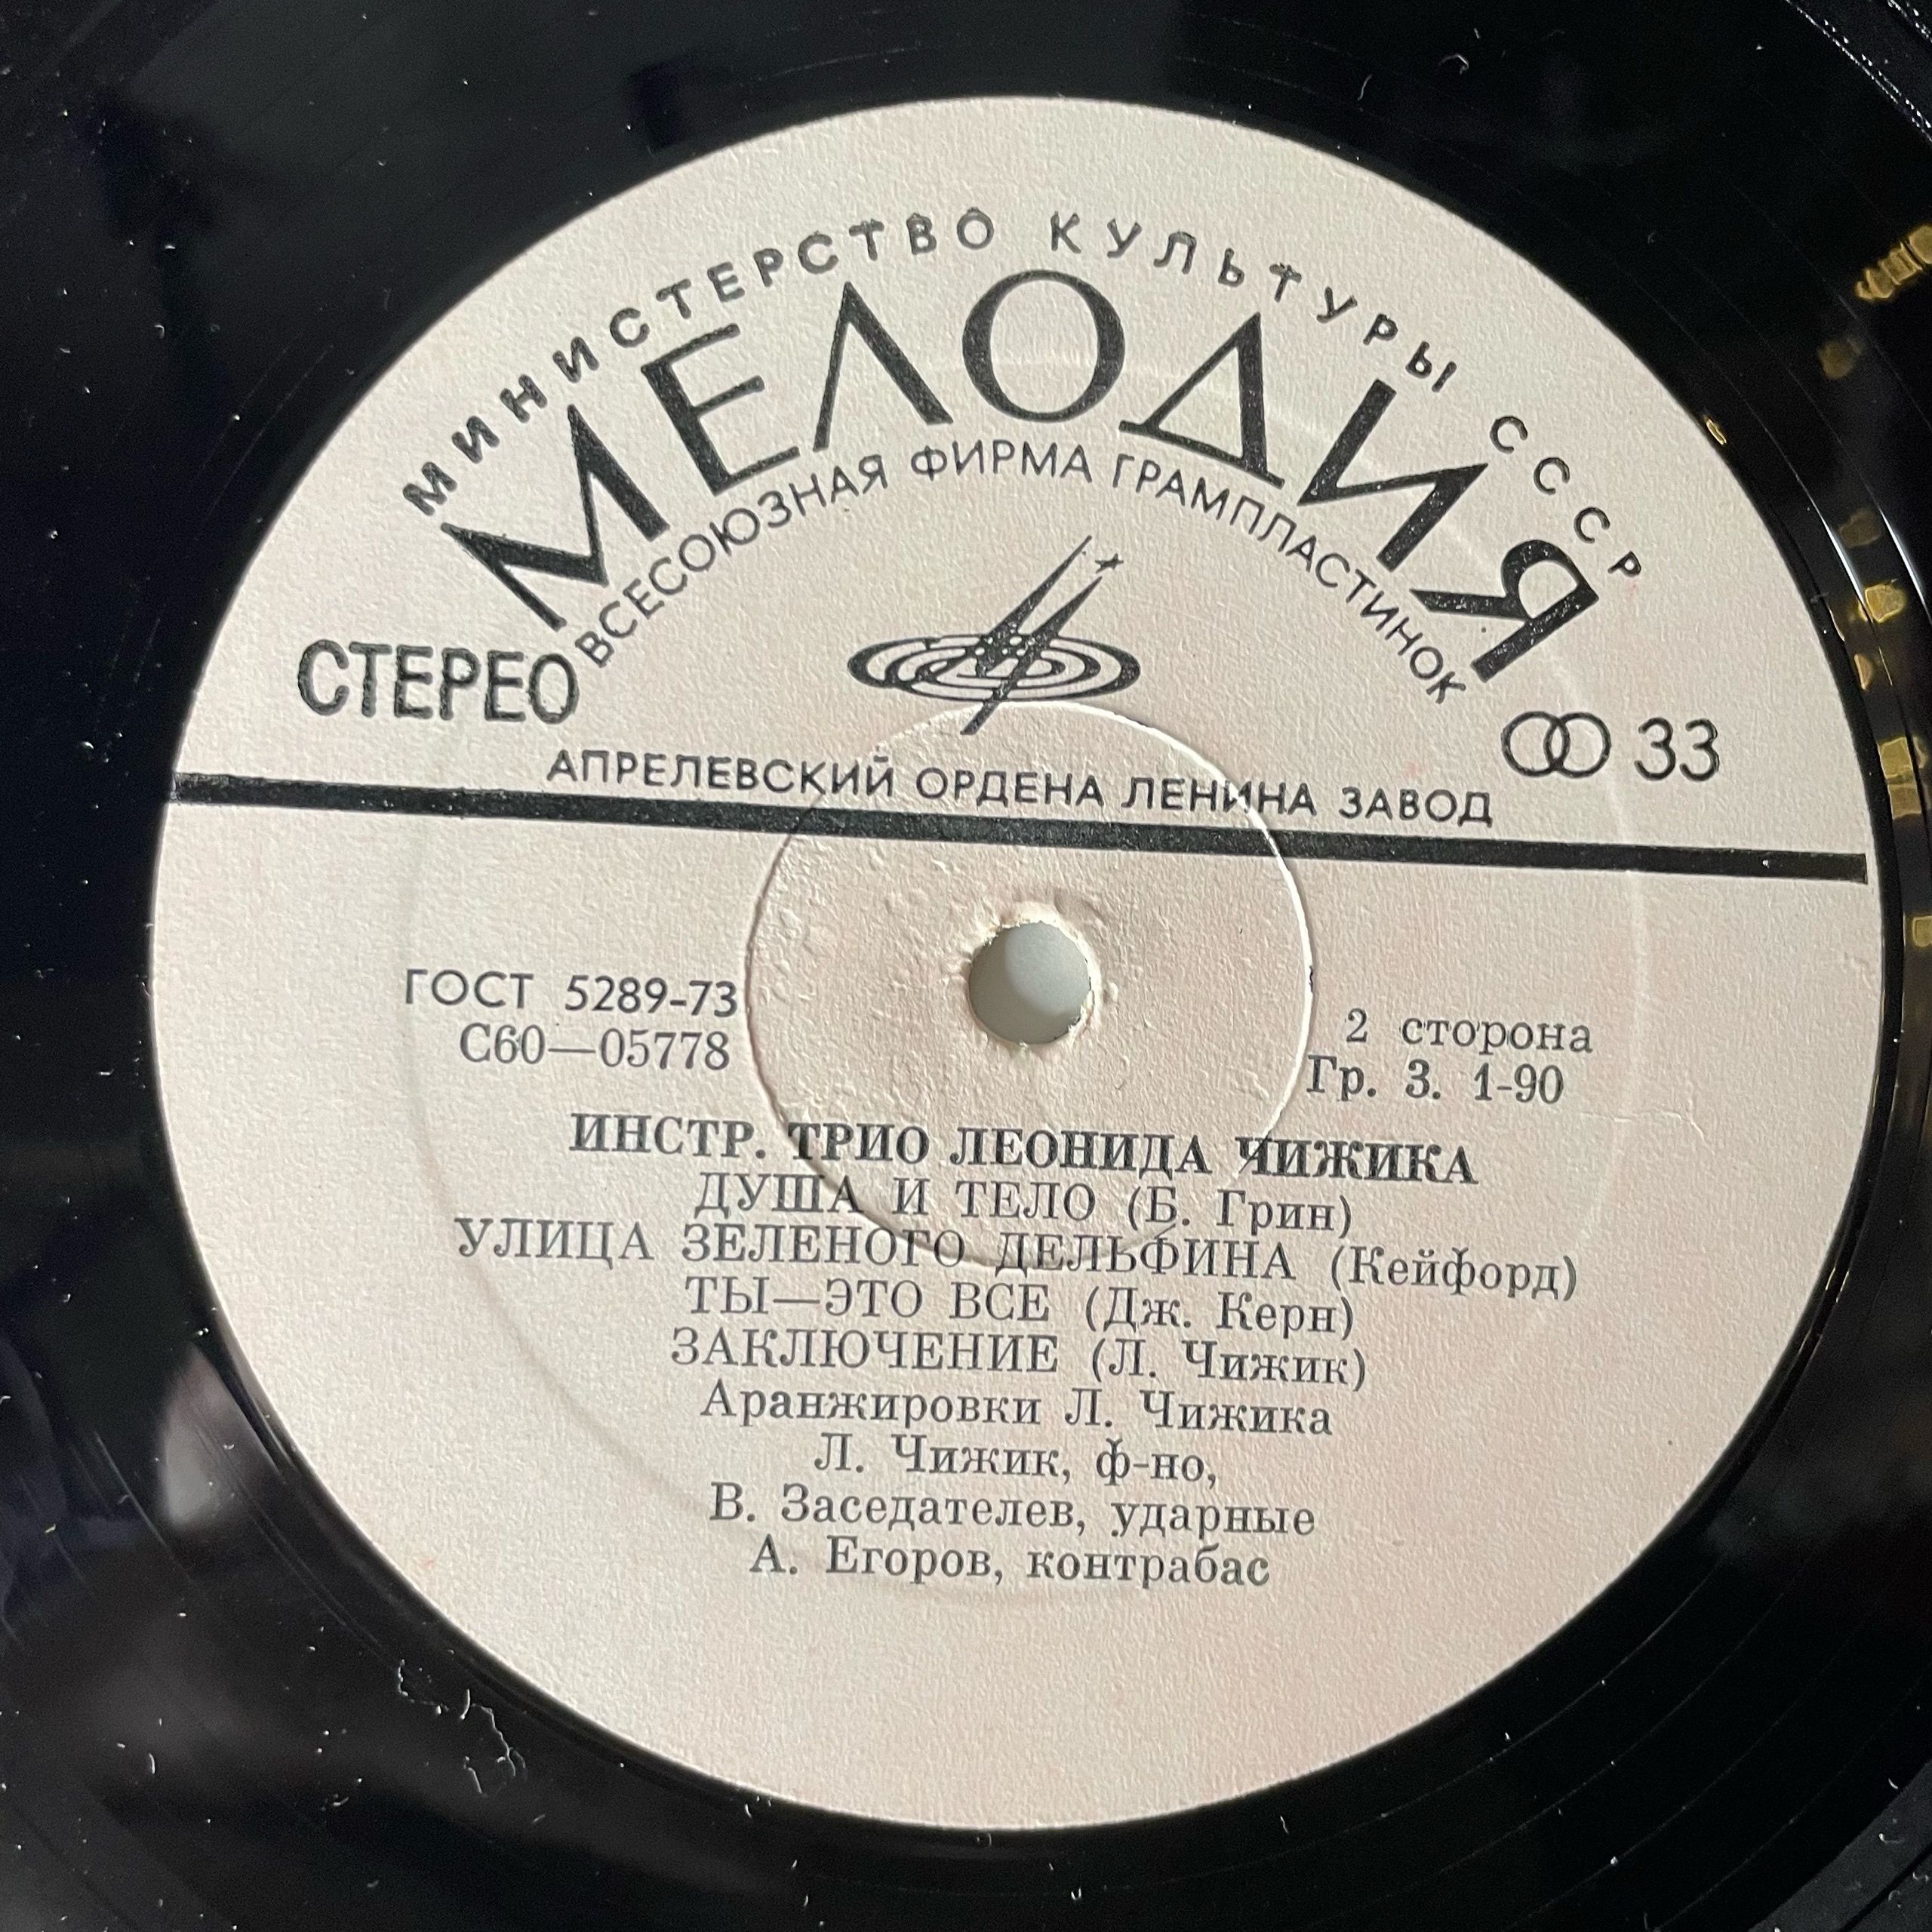 МИНИСТЕРСТВО КУЛЬТУРЫ СССР
МЕЛОДИЯ
ВСЕСОЮЗНАЯ ФИРМА ГРАМПЛАСТИНОК
СТЕРЕО
33
АПРЕЛЕВСКИЙ ОРДЕНА ЛЕНИНА ЗАВОД
ГОСТ 5289-73
С60—05778
2 сторона
Гр. 3. 1-90
ИНСТР. ТРИО ЛЕОНИДА ЧИЖИКА
ДУША И ТЕЛО (Б. Грин)
УЛИЦА ЗЕЛЕНОГО ДЕЛЬФИНА (Кейфорд)
ТЫ—ЭТО ВСЕ (Дж. Керн)
ЗАКЛЮЧЕНИЕ (Л. Чижик)
Аранжировки Л. Чижика
Л. Чижик, ф-но,
В. Заседателев, ударные
А. Егоров, контрабас